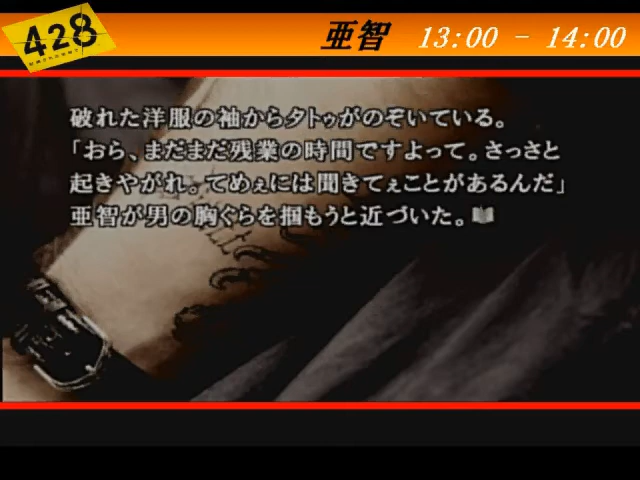 428
亜智 13:00 - 14:00
破れた洋服の袖からタトゥがのぞいている。
「おら、まだまだ残業の時間ですよって。さっさと
起きやがれ。てめぇには聞きてぇことがあるんだ」
亜智が男の胸ぐらを掴もうと近づいた。